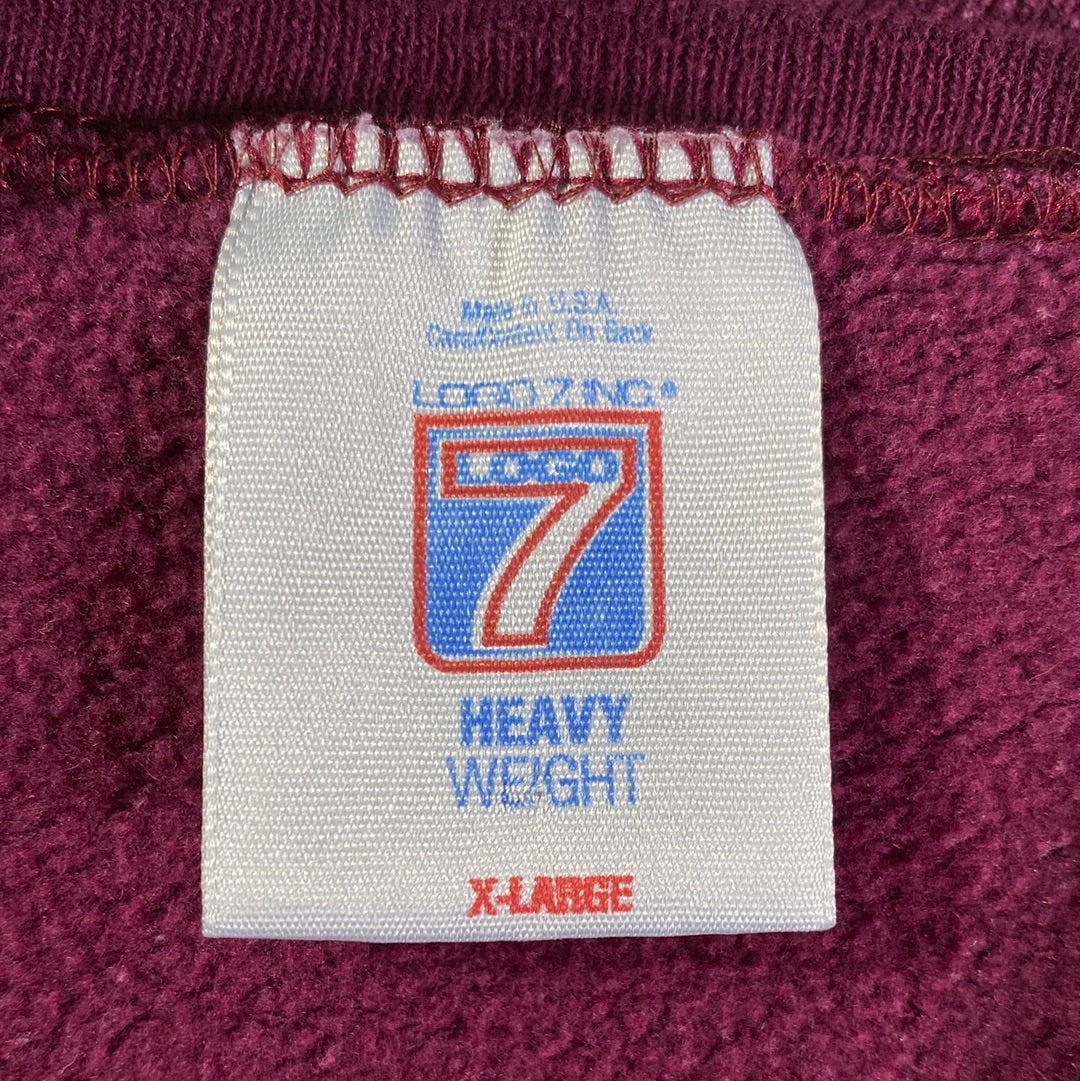 Made in U.S.A.
Care/Content On Back
LOGO 7 INC®
LOGO
7
HEAVY
WEIGHT
X-LARGE